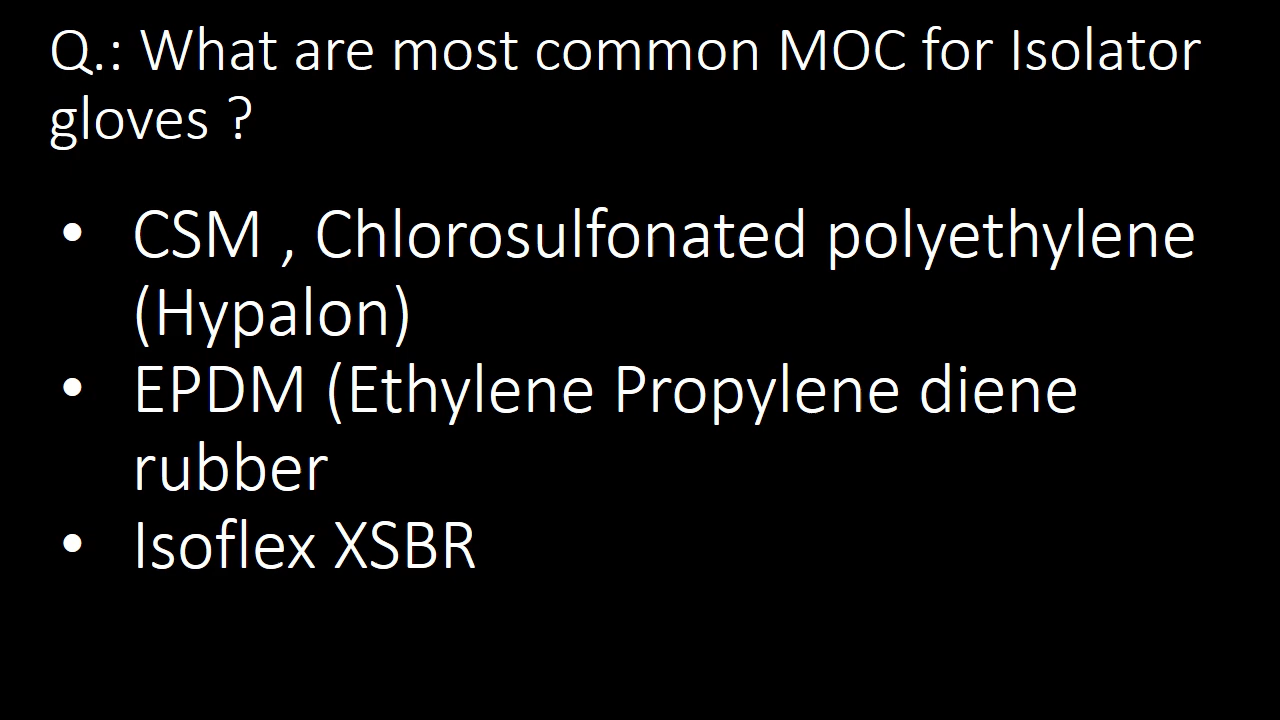 Q.: What are most common MOC for Isolator
gloves ?
• CSM , Chlorosulfonated polyethylene
(Hypalon)
• EPDM (Ethylene Propylene diene
rubber
• Isoflex XSBR